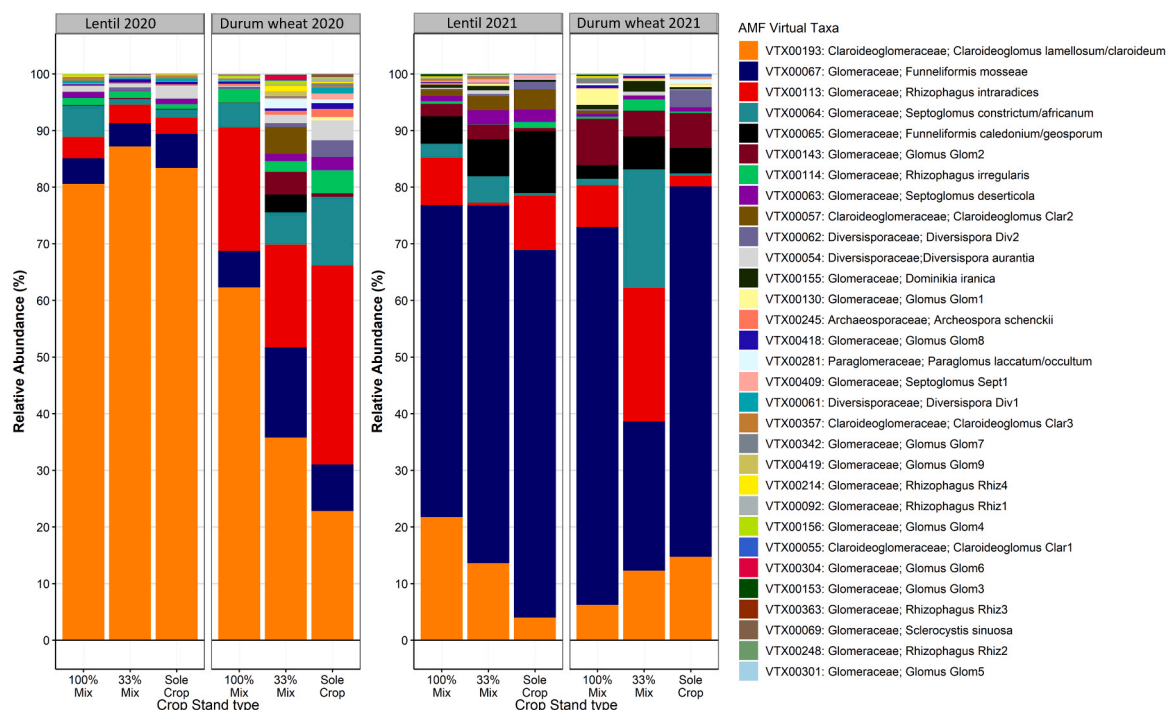 Lentil 2020
Durum wheat 2020
Lentil 2021
Durum wheat 2021
Relative Abundance (%)
100
90
80
70
60
50
40
30
20
10
0
100% Mix
33% Mix
Sole Crop
100% Mix
33% Mix
Sole Crop
Crop Stand type
Relative Abundance (%)
100
90
80
70
60
50
40
30
20
10
0
100% Mix
33% Mix
Sole Crop
100% Mix
33% Mix
Sole Crop
Crop Stand type
AMF Virtual Taxa
VTX00193: Claroideoglomeraceae; Claroideoglomus lamellosum/claroideum
VTX00067: Glomeraceae; Funneliformis mosseae
VTX00113: Glomeraceae; Rhizophagus intraradices
VTX00064: Glomeraceae; Septoglomus constrictum/africanum
VTX00065: Glomeraceae; Funneliformis caledonium/geosporum
VTX00143: Glomeraceae; Glomus Glom2
VTX00114: Glomeraceae; Rhizophagus irregularis
VTX00063: Glomeraceae; Septoglomus deserticola
VTX00057: Claroideoglomeraceae; Claroideoglomus Clar2
VTX00062: Diversisporaceae; Diversispora Div2
VTX00054: Diversisporaceae;Diversispora aurantia
VTX00155: Glomeraceae; Dominikia iranica
VTX00130: Glomeraceae; Glomus Glom1
VTX00245: Archaeosporaceae; Archeospora schenckii
VTX00418: Glomeraceae; Glomus Glom8
VTX00281: Paraglomeraceae; Paraglomus laccatum/occultum
VTX00409: Glomeraceae; Septoglomus Sept1
VTX00061: Diversisporaceae; Diversispora Div1
VTX00357: Claroideoglomeraceae; Claroideoglomus Clar3
VTX00342: Glomeraceae; Glomus Glom7
VTX00419: Glomeraceae; Glomus Glom9
VTX00214: Glomeraceae; Rhizophagus Rhiz4
VTX00092: Glomeraceae; Rhizophagus Rhiz1
VTX00156: Glomeraceae; Glomus Glom4
VTX00055: Claroideoglomeraceae; Claroideoglomus Clar1
VTX00304: Glomeraceae; Glomus Glom6
VTX00153: Glomeraceae; Glomus Glom3
VTX00363: Glomeraceae; Rhizophagus Rhiz3
VTX00069: Glomeraceae; Sclerocystis sinuosa
VTX00248: Glomeraceae; Rhizophagus Rhiz2
VTX00301: Glomeraceae; Glomus Glom5